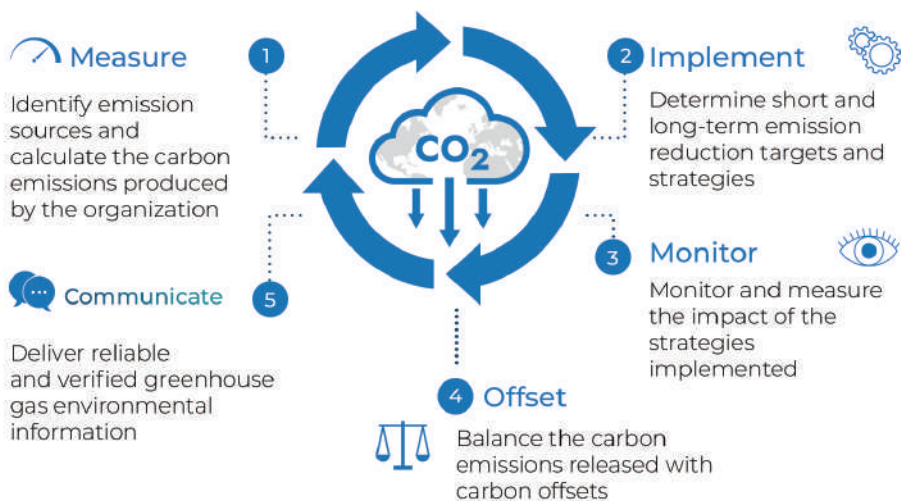 1
Measure
Identify emission
sources and
calculate the carbon
emissions produced
by the organization
2
Implement
Determine short and
long-term emission
reduction targets and
strategies
CO2
3
Monitor
Monitor and measure
the impact of the
strategies
implemented
4
Offset
Balance the carbon
emissions released with
carbon offsets
5
Communicate
Deliver reliable
and verified greenhouse
gas environmental
information